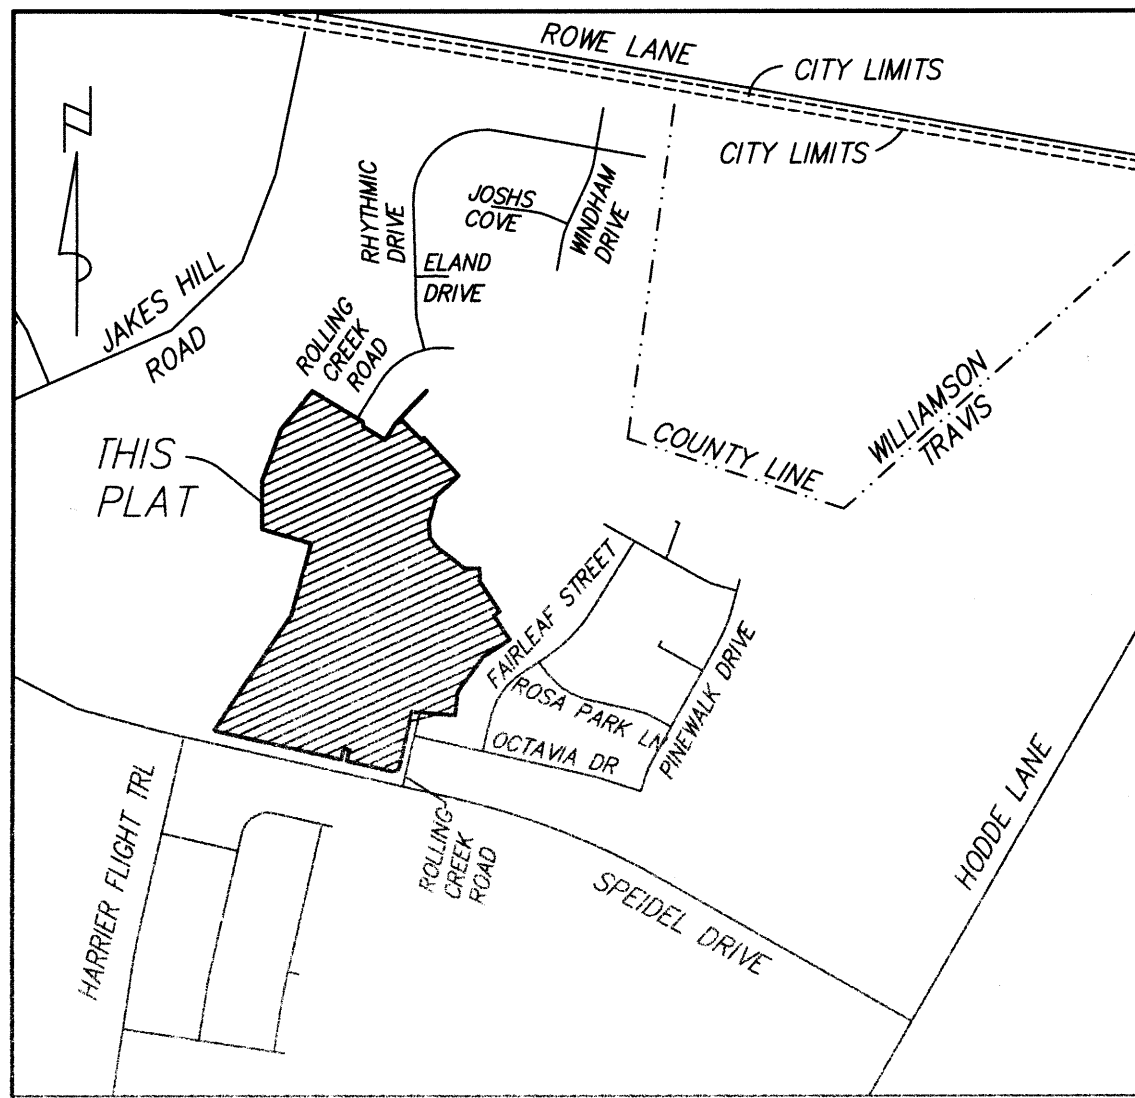 ROWE LANE
CITY LIMITS
CITY LIMITS
N
RHYTHMIC
DRIVE
JOSHS
COVE
WINDHAM
DRIVE
ELAND
DRIVE
JAKES HILL
ROAD
ROLLING
CREEK
ROAD
THIS
PLAT
COUNTY LINE
WILLIAMSON
TRAVIS
FAIRLEAF STREET
ROSA PARK LN
OCTAVIA DR
PINEWALK DRIVE
HARRIER FLIGHT TRL
ROLLING
CREEK
ROAD
SPEIDEL DRIVE
HODDE LANE